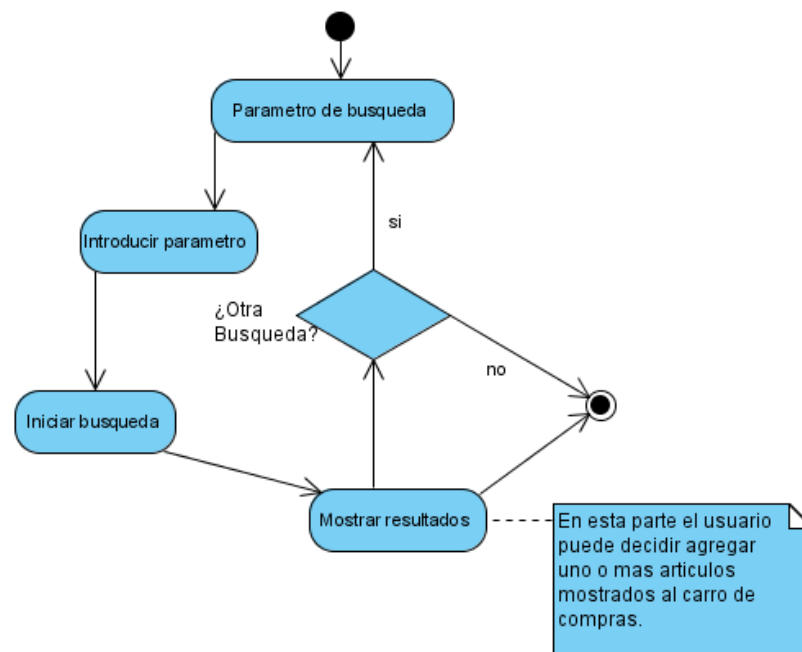 Parametro de busqueda
Introducir parametro
si
¿Otra
Busqueda?
no
Iniciar busqueda
Mostrar resultados
En esta parte el usuario
puede decidir agregar
uno o mas articulos
mostrados al carro de
compras.